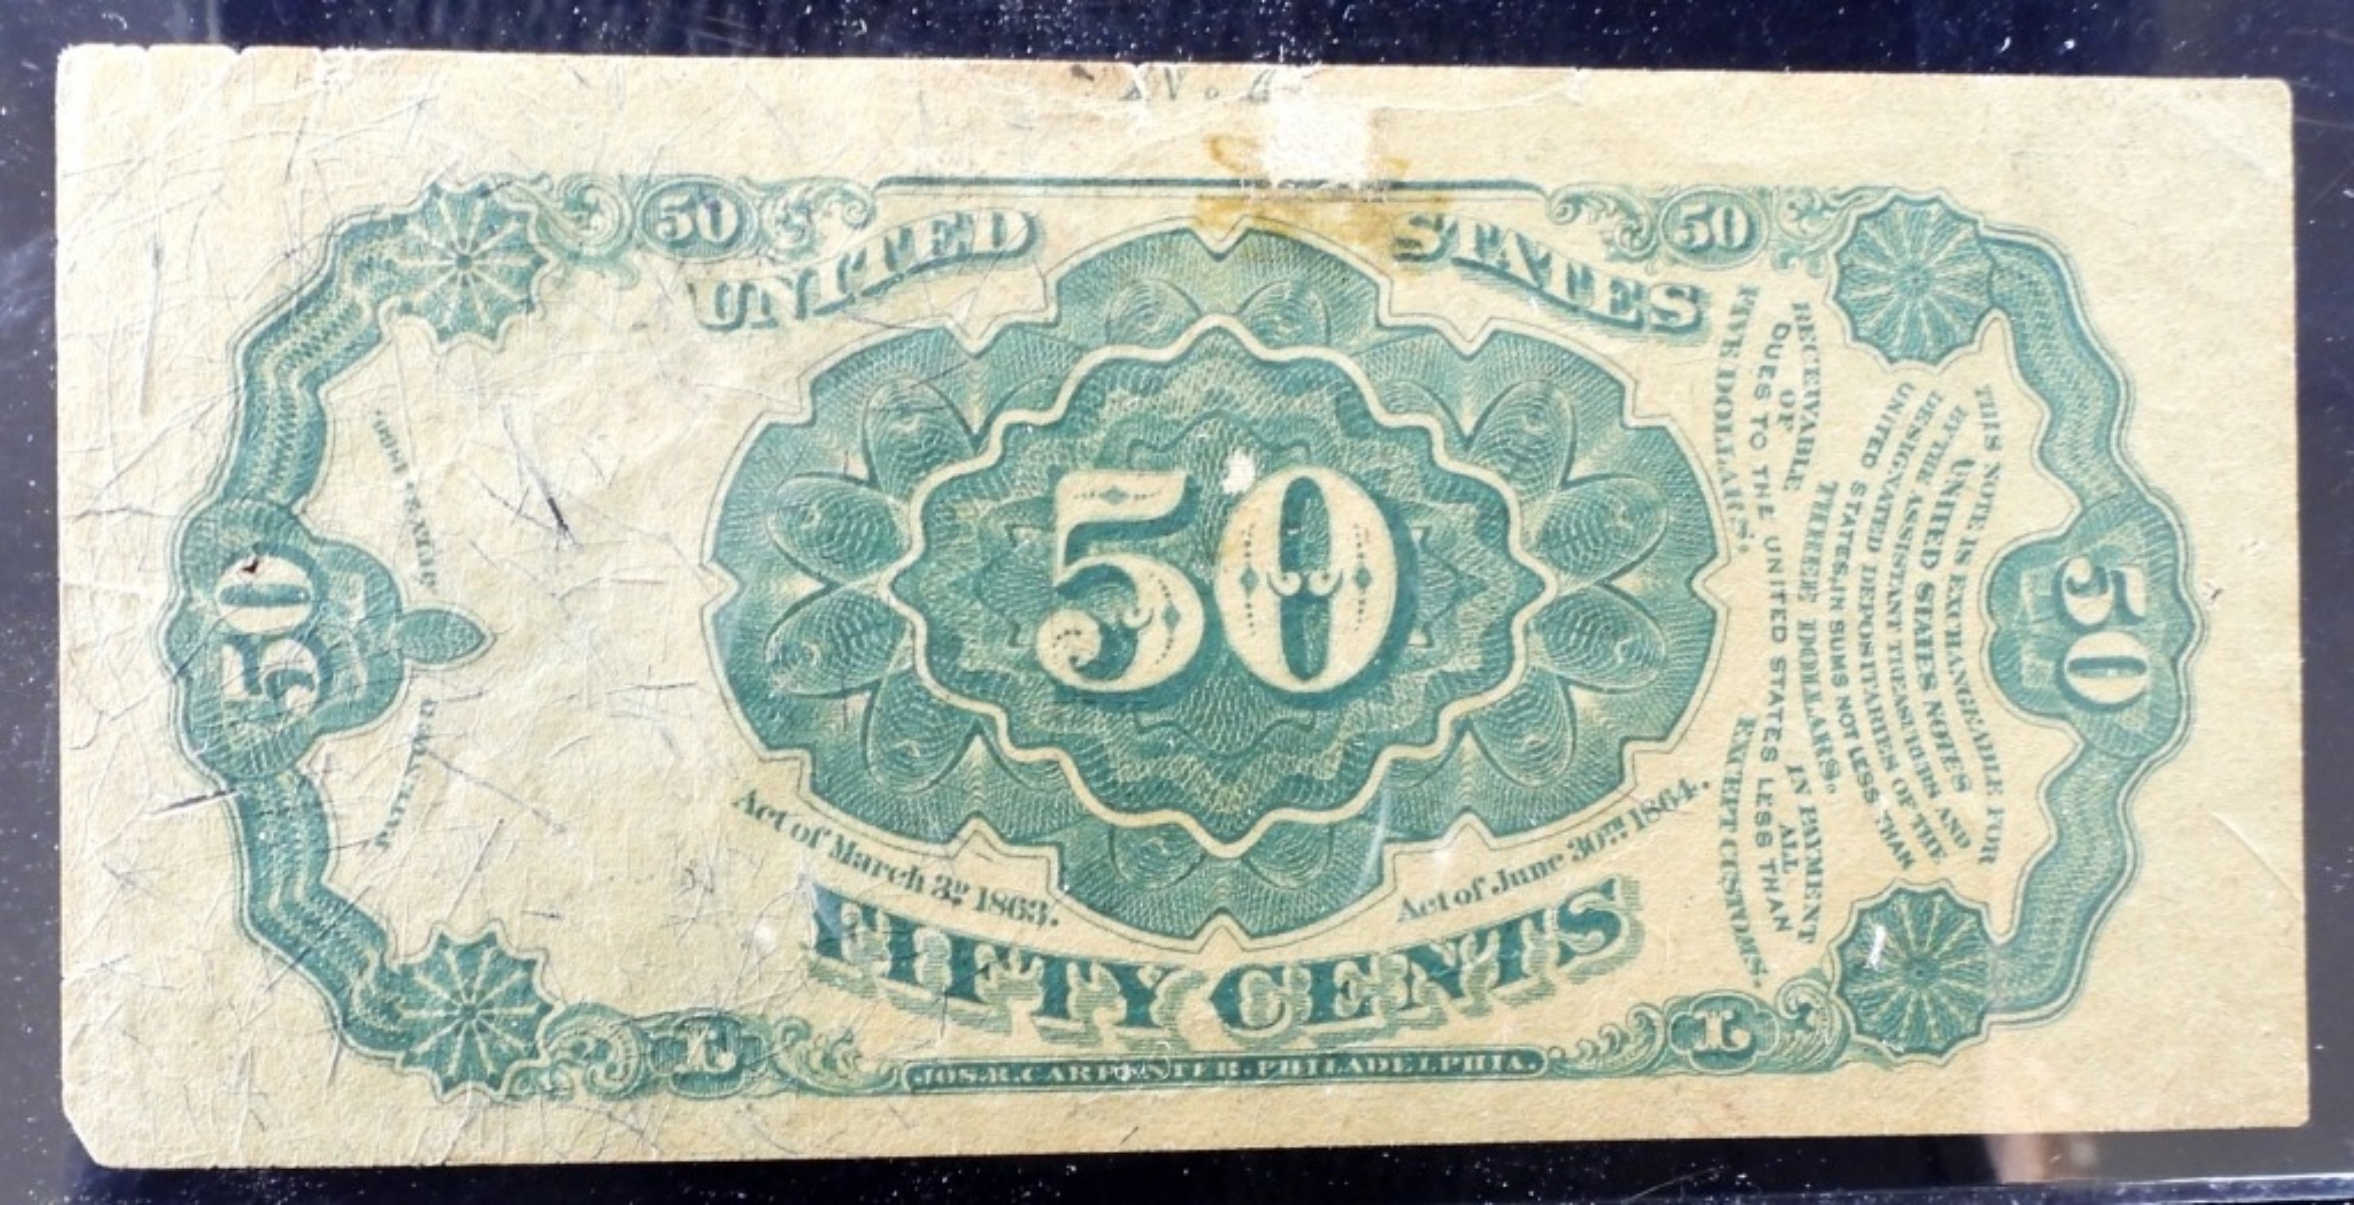 50
50
UNITED STATES
50
50
50
Act of March 3D 1863.
Act of June 30TH 1864.
FIFTY CENTS
L
L
JOS. R. CARPENTER. PHILADELPHIA.
THIS NOTE IS EXCHANGEABLE FOR
UNITED STATES NOTES
BY THE ASSISTANT TREASURERS AND
DESIGNATED DEPOSITARIES OF THE
UNITED STATES, IN SUMS NOT LESS THAN
THREE DOLLARS.
RECEIVABLE IN PAYMENT
OF ALL
DUES TO THE UNITED STATES LESS THAN
FIVE DOLLARS. EXCEPT CUSTOMS.